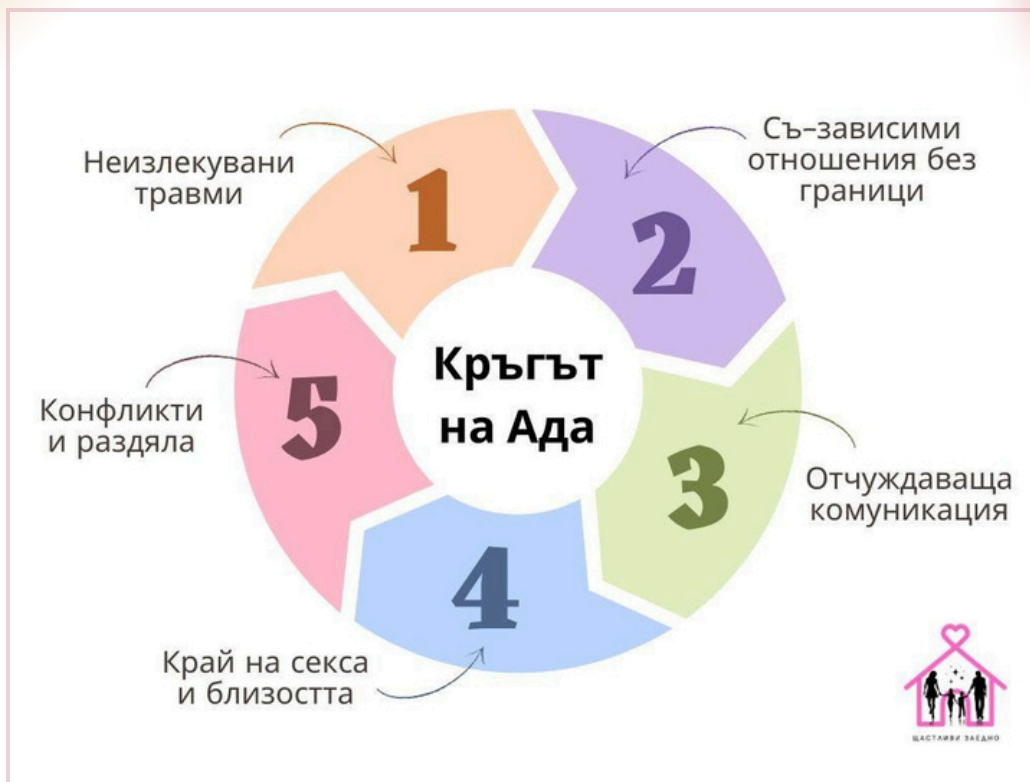 Кръгът
на Ада
1
Неизлекувани
травми
2
Съ–зависими
отношения без
граници
3
Отчуждаваща
комуникация
4
Край на секса
и близостта
5
Конфликти
и раздяла
ЩАСТЛИВИ ЗАЕДНО